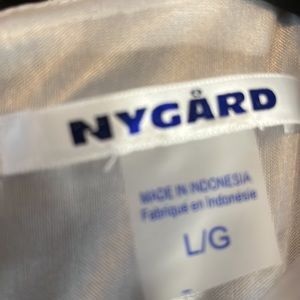 NYGÅRD
MADE IN INDONESIA
Fabriqué en Indonésie
L/G